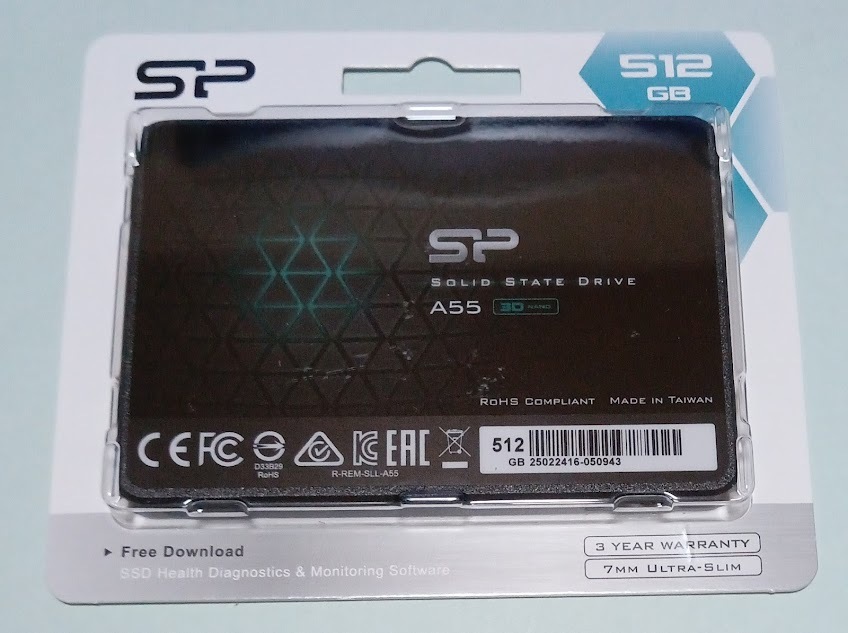 SP
512
GB
SP
SOLID STATE DRIVE
A55 3D NAND
RoHS COMPLIANT MADE IN TAIWAN
CE FC EAC
D33B29
RoHS
R-REM-SLL-A55
512
GB 25022416-050943
Free Download
SSD Health Diagnostics & Monitoring Software
3 YEAR WARRANTY
7MM ULTRA-SLIM